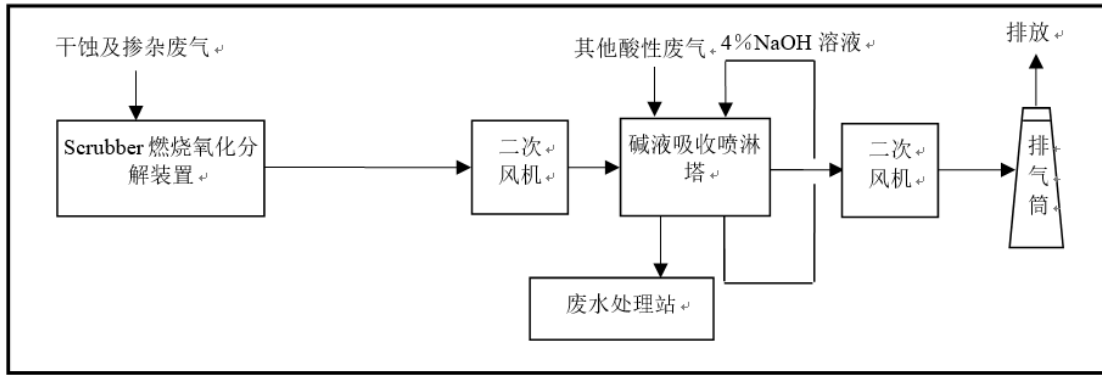 干蚀及掺杂废气
其他酸性废气
4%NaOH 溶液
排放
Scrubber 燃烧氧化分
解装置
二次
风机
碱液吸收喷淋
塔
二次
风机
排
气
筒
废水处理站